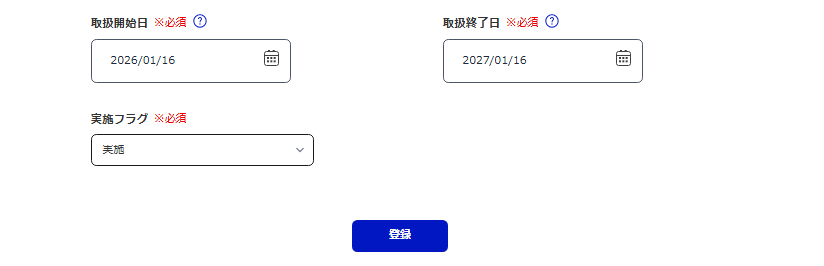 取扱開始日 ※必須 ? 取扱終了日 ※必須 ?
2026/01/16 2027/01/16
実施フラグ ※必須
実施
登録